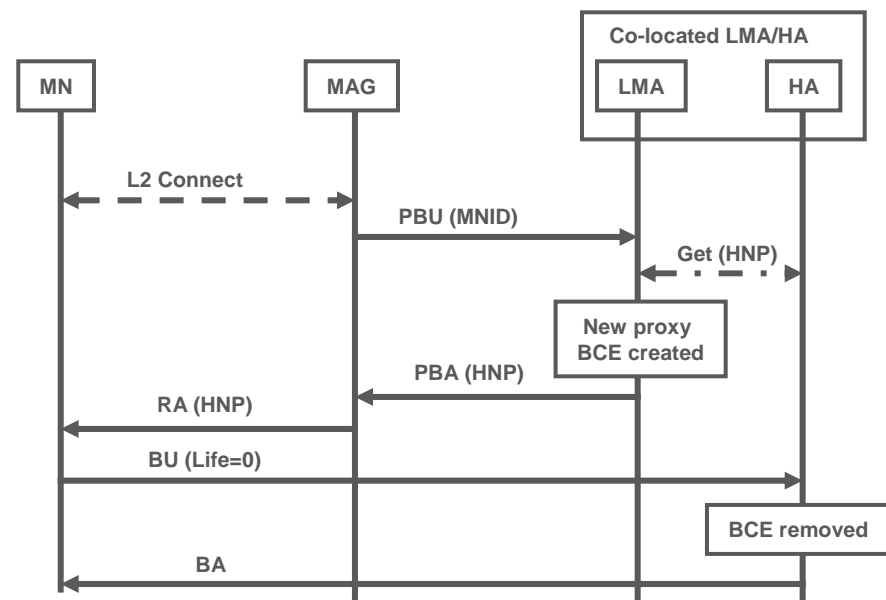 Co-located LMA/HA
MN
MAG
LMA
HA
L2 Connect
PBU (MNID)
Get (HNP)
New proxy
BCE created
PBA (HNP)
RA (HNP)
BU (Life=0)
BCE removed
BA